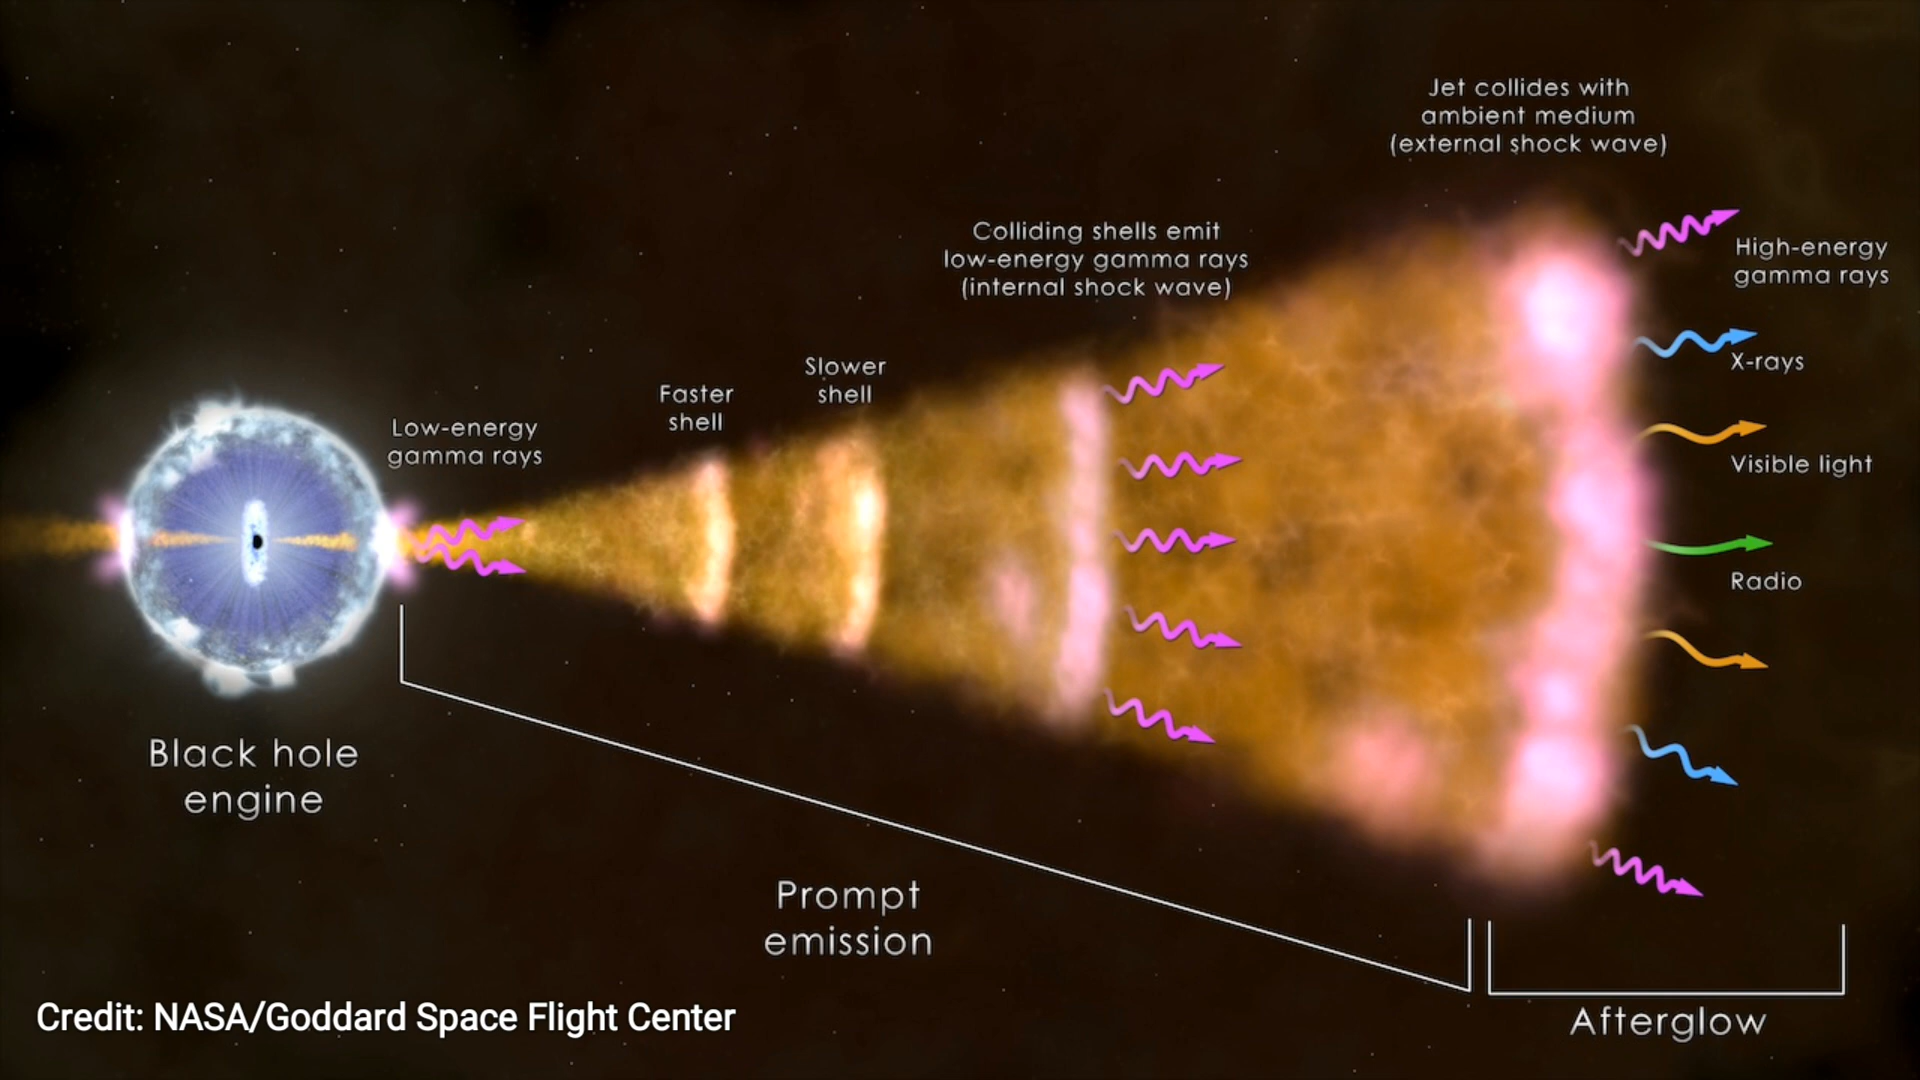 Jet collides with
ambient medium
(external shock wave)
High-energy
gamma rays
Colliding shells emit
low-energy gamma rays
(internal shock wave)
X-rays
Slower
shell
Faster
shell
Low-energy
gamma rays
Visible light
Radio
Black hole
engine
Prompt
emission
Afterglow
Credit: NASA/Goddard Space Flight Center